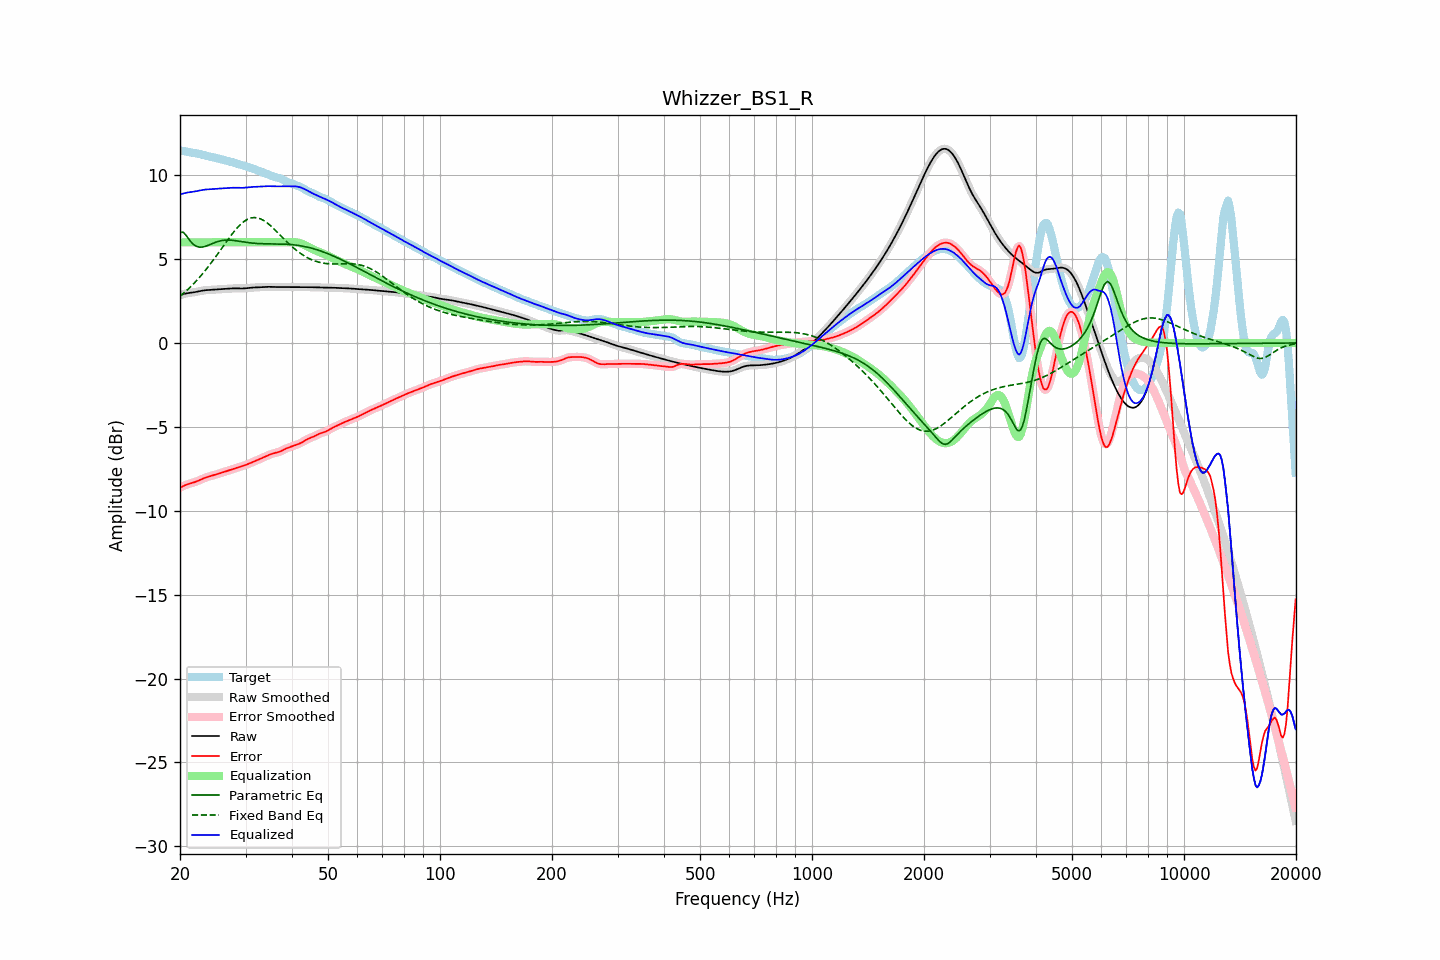 Whizzer_BS1_R
Amplitude (dBr)
10
5
0
−5
−10
−15
−20
−25
−30
Target
Raw Smoothed
Error Smoothed
Raw
Error
Equalization
Parametric Eq
Fixed Band Eq
Equalized
20 50 100 200 500 1000 2000 5000 10000 20000
Frequency (Hz)